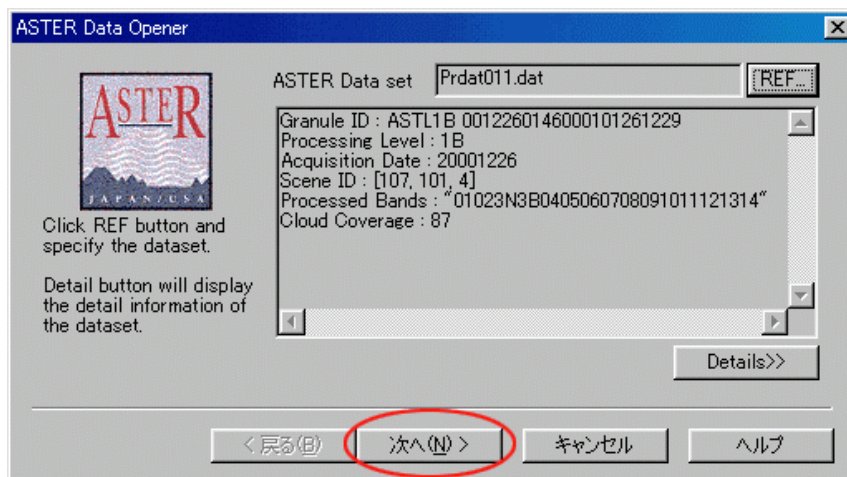 ASTER Data Opener
ASTER
JAPAN/USA
Click REF button and
specify the dataset.
Detail button will display
the detail information of
the dataset.
ASTER Data set
Prdat011.dat
REF...
Granule ID : ASTL1B 0012260146000101261229
Processing Level : 1B
Acquisition Date : 20001226
Scene ID : [107, 101, 4]
Processed Bands : "01023N3B0405060708091011121314"
Cloud Coverage : 87
Details>>
< 戻る(B)
次へ(N) >
キャンセル
ヘルプ